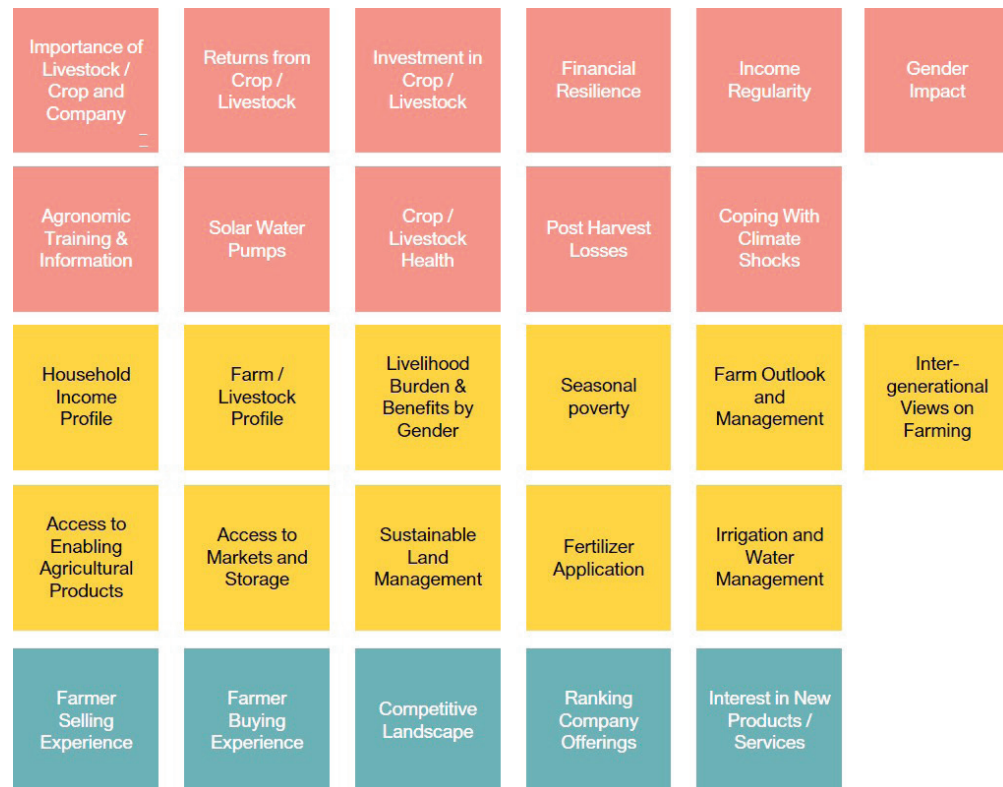 Importance of
Livestock /
Crop and
Company
Returns from
Crop /
Livestock
Investment in
Crop /
Livestock
Financial
Resilience
Income
Regularity
Gender
Impact
Agronomic
Training &
Information
Solar Water
Pumps
Crop /
Livestock
Health
Post Harvest
Losses
Coping With
Climate
Shocks
Household
Income
Profile
Farm /
Livestock
Profile
Livelihood
Burden &
Benefits by
Gender
Seasonal
poverty
Farm Outlook
and
Management
Inter-
generational
Views on
Farming
Access to
Enabling
Agricultural
Products
Access to
Markets and
Storage
Sustainable
Land
Management
Fertilizer
Application
Irrigation and
Water
Management
Farmer
Selling
Experience
Farmer
Buying
Experience
Competitive
Landscape
Ranking
Company
Offerings
Interest in New
Products /
Services